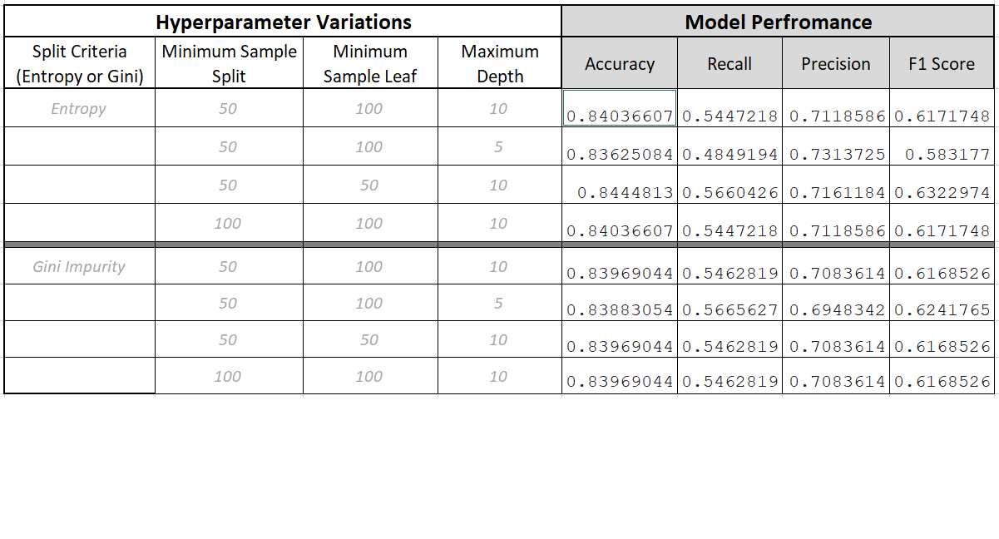 Hyperparameter Variations Model Perfromance
Split Criteria (Entropy or Gini) Minimum Sample Split Minimum Sample Leaf Maximum Depth Accuracy Recall Precision F1 Score
Entropy 50 100 10 0.84036607 0.5447218 0.7118586 0.6171748
50 100 5 0.83625084 0.4849194 0.7313725 0.583177
50 50 10 0.8444813 0.5660426 0.7161184 0.6322974
100 100 10 0.84036607 0.5447218 0.7118586 0.6171748
Gini Impurity 50 100 10 0.83969044 0.5462819 0.7083614 0.6168526
50 100 5 0.83883054 0.5665627 0.6948342 0.6241765
50 50 10 0.83969044 0.5462819 0.7083614 0.6168526
100 100 10 0.83969044 0.5462819 0.7083614 0.6168526